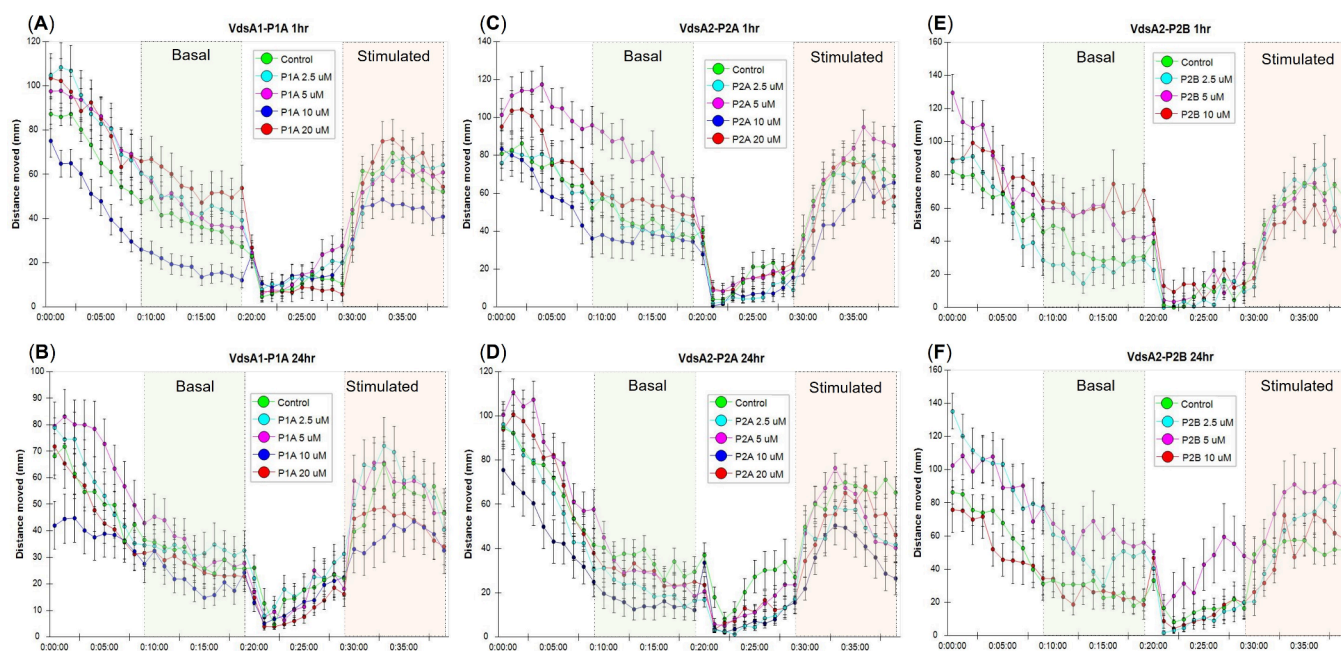 (A)
VdsA1-P1A 1hr
Distance moved (mm)
120
100
80
60
40
20
0
Basal
Stimulated
Control
P1A 2.5 uM
P1A 5 uM
P1A 10 uM
P1A 20 uM
0:00:00 0:05:00 0:10:00 0:15:00 0:20:00 0:25:00 0:30:00 0:35:00
(C)
VdsA2-P2A 1hr
Distance moved (mm)
140
120
100
80
60
40
20
0
Basal
Stimulated
Control
P2A 2.5 uM
P2A 5 uM
P2A 10 uM
P2A 20 uM
0:00:00 0:05:00 0:10:00 0:15:00 0:20:00 0:25:00 0:30:00 0:35:00
(E)
VdsA2-P2B 1hr
Distance moved (mm)
160
140
120
100
80
60
40
20
0
Basal
Stimulated
Control
P2B 2.5 uM
P2B 5 uM
P2B 10 uM
0:00:00 0:05:00 0:10:00 0:15:00 0:20:00 0:25:00 0:30:00 0:35:00
(B)
VdsA1-P1A 24hr
Distance moved (mm)
100
90
80
70
60
50
40
30
20
10
0
Basal
Stimulated
Control
P1A 2.5 uM
P1A 5 uM
P1A 10 uM
P1A 20 uM
0:00:00 0:05:00 0:10:00 0:15:00 0:20:00 0:25:00 0:30:00 0:35:00
(D)
VdsA2-P2A 24hr
Distance moved (mm)
120
100
80
60
40
20
0
Basal
Stimulated
Control
P2A 2.5 uM
P2A 5 uM
P2A 10 uM
P2A 20 uM
0:00:00 0:05:00 0:10:00 0:15:00 0:20:00 0:25:00 0:30:00 0:35:00
(F)
VdsA2-P2B 24hr
Distance moved (mm)
160
140
120
100
80
60
40
20
0
Basal
Stimulated
Control
P2B 2.5 uM
P2B 5 uM
P2B 10 uM
0:00:00 0:05:00 0:10:00 0:15:00 0:20:00 0:25:00 0:30:00 0:35:00